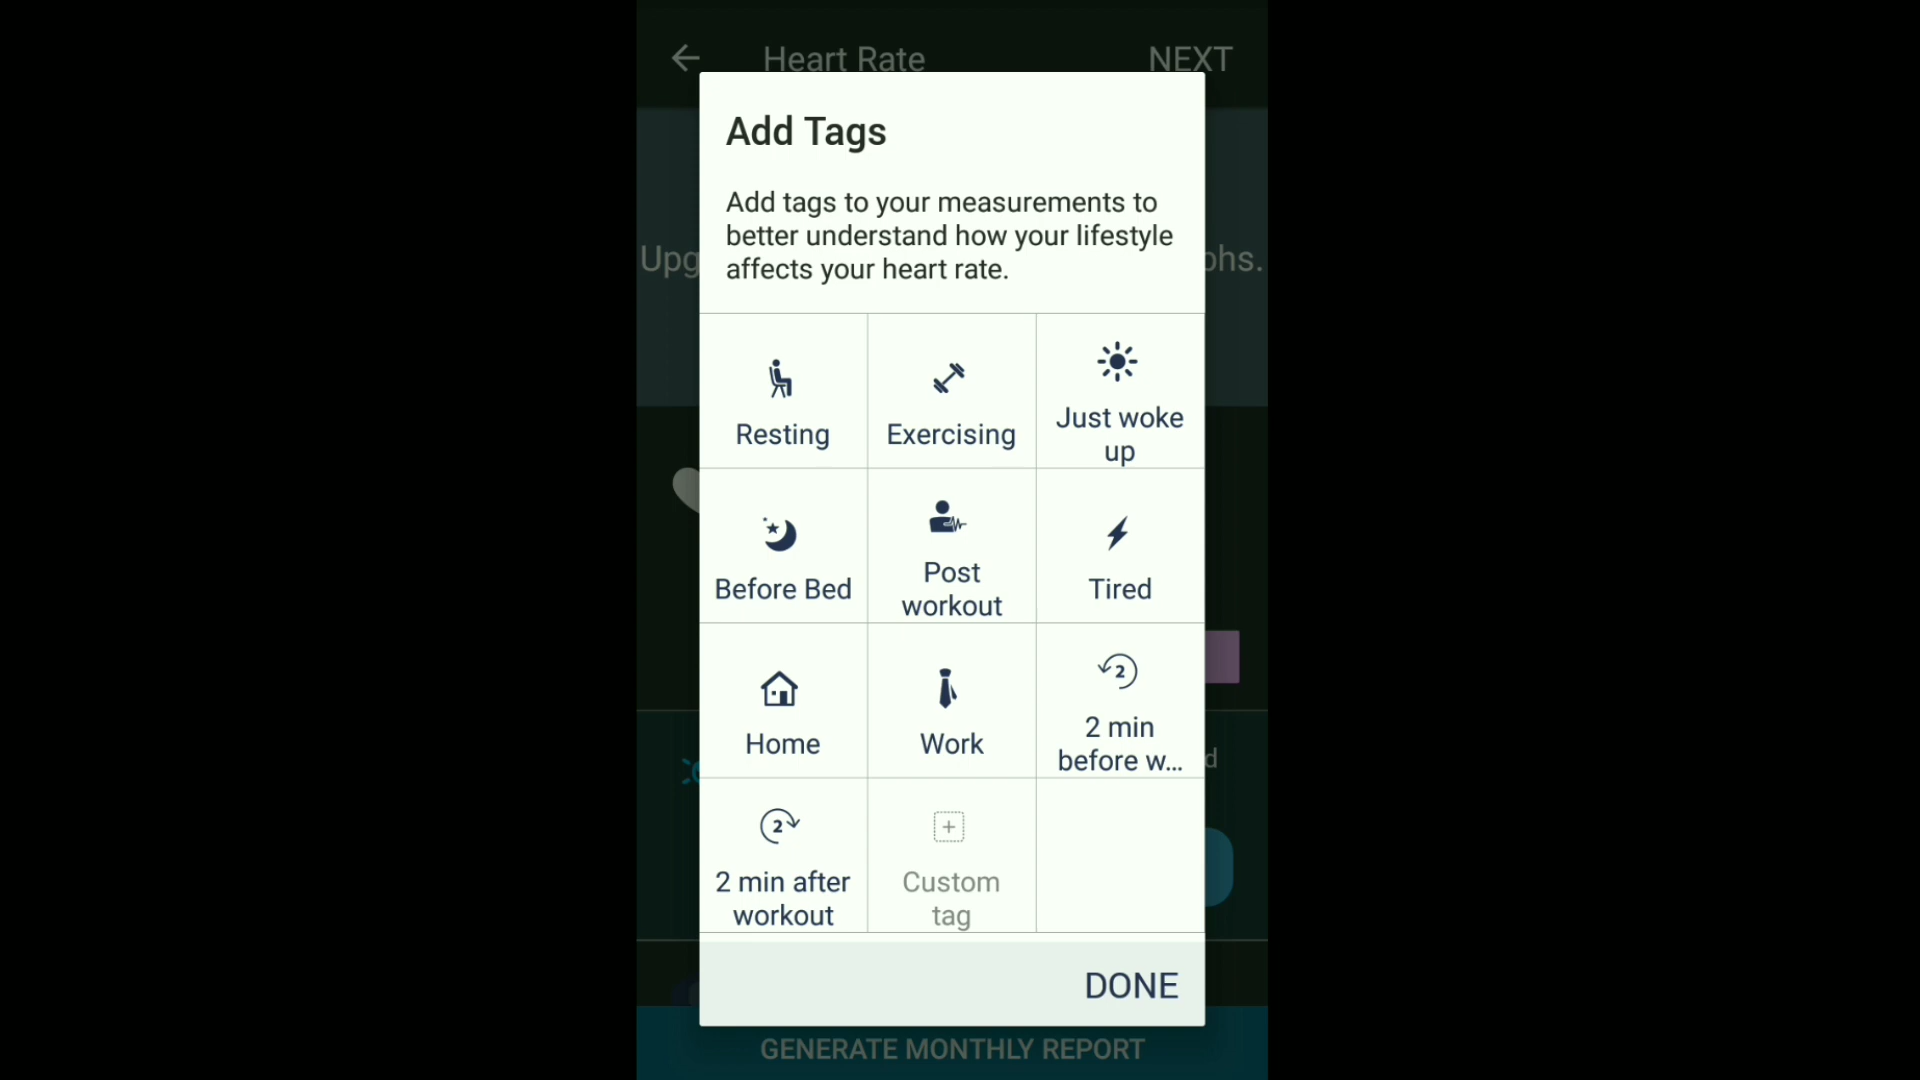 Heart Rate
NEXT
Add Tags
Add tags to your measurements to
better understand how your lifestyle
affects your heart rate.
Resting
Exercising
Just woke
up
Before Bed
Post
workout
Tired
Home
Work
2
2 min
before w...
2
2 min after
workout
Custom
tag
DONE
GENERATE MONTHLY REPORT